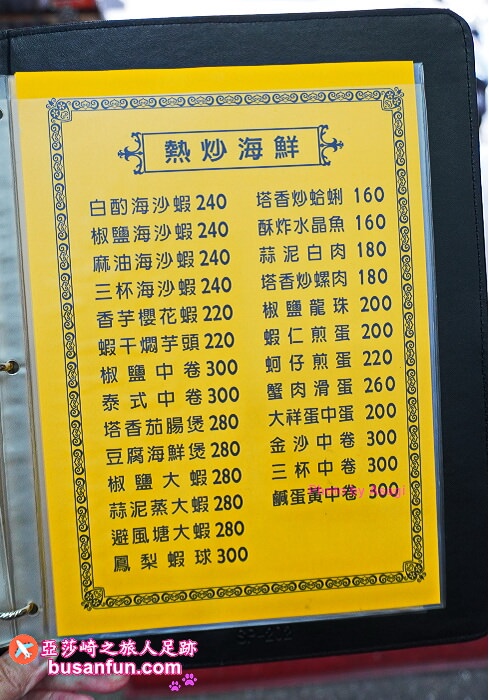 熱炒海鮮
白酌海沙蝦 240
椒鹽海沙蝦 240
麻油海沙蝦 240
三杯海沙蝦 240
香芋櫻花蝦 220
蝦干燜芋頭 220
椒鹽中卷 300
泰式中卷 300
塔香茄腸煲 280
豆腐海鮮煲 280
椒鹽大蝦 280
蒜泥蒸大蝦 280
避風塘大蝦 280
鳳梨蝦球 300
塔香炒蛤蜊 160
酥炸水晶魚 160
蒜泥白肉 180
塔香炒螺肉 180
椒鹽龍珠 200
蝦仁煎蛋 200
蚵仔煎蛋 220
蟹肉滑蛋 260
大祥蛋中蛋 200
金沙中卷 300
三杯中卷 300
鹹蛋黃中卷 300
SP-202
亞莎崎之旅人足跡
busanfun.com